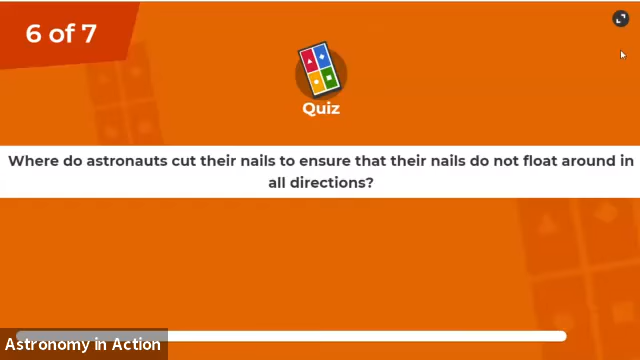 6 of 7
Quiz
Where do astronauts cut their nails to ensure that their nails do not float around in
all directions?
Astronomy in Action